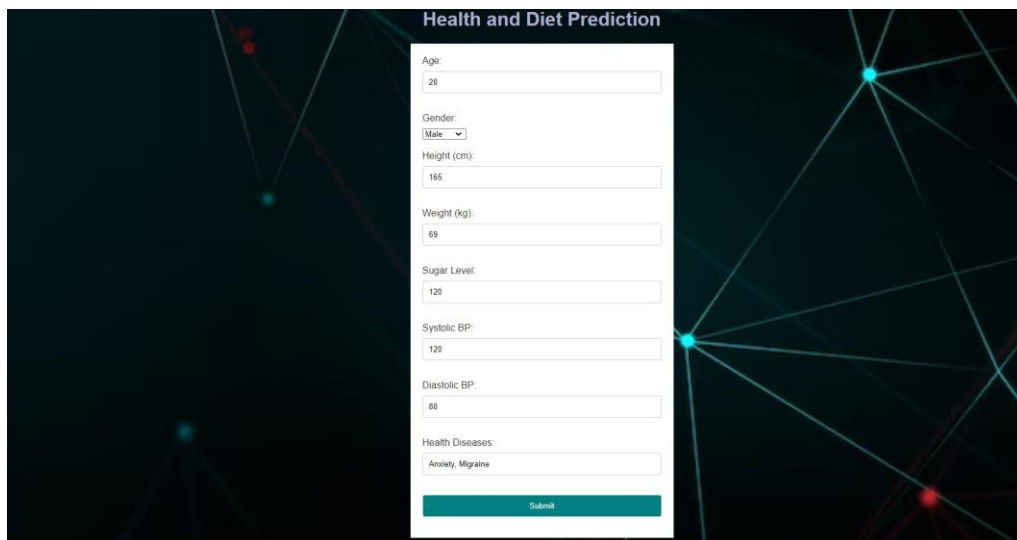 Health and Diet Prediction
Age:
20
Gender:
Male
Height (cm):
165
Weight (kg):
69
Sugar Level:
120
Systolic BP:
120
Diastolic BP:
80
Health Diseases:
Anxiety, Migraine
Submit